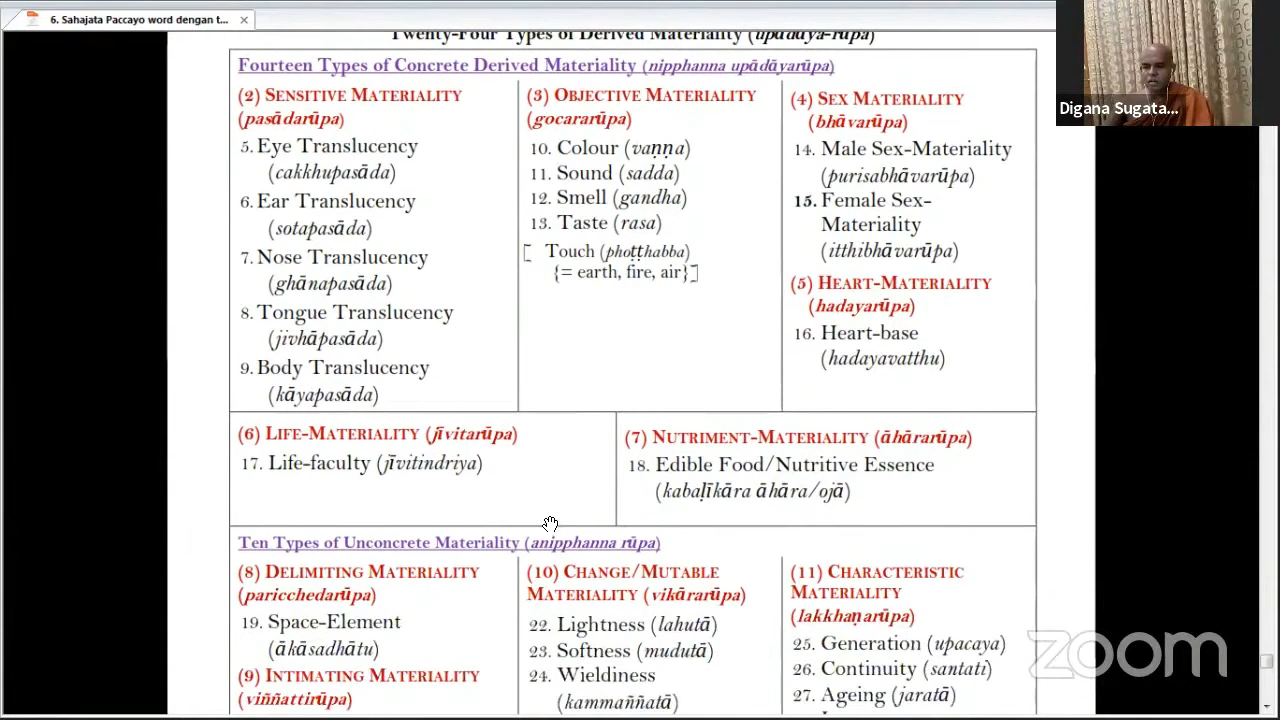 6. Sahajata Paccayo word dengan t...
Twenty-Four Types of Derived Materiality (upādāya-rūpa)
Fourteen Types of Concrete Derived Materiality (nipphanna upādāyarūpa)
(2) SENSITIVE MATERIALITY
(pasādarūpa)
5. Eye Translucency
(cakkhupasāda)
6. Ear Translucency
(sotapasāda)
7. Nose Translucency
(ghānapasāda)
8. Tongue Translucency
(jivhāpasāda)
9. Body Translucency
(kāyapasāda)
(3) OBJECTIVE MATERIALITY
(gocararūpa)
10. Colour (vaṇṇa)
11. Sound (sadda)
12. Smell (gandha)
13. Taste (rasa)
[ Touch (phoṭṭhabba)
{= earth, fire, air}]
(4) SEX MATERIALITY
(bhāvarūpa)
14. Male Sex-Materiality
(purisabhāvarūpa)
15. Female Sex-
Materiality
(itthibhāvarūpa)
(5) HEART-MATERIALITY
(hadayarūpa)
16. Heart-base
(hadayavatthu)
(6) LIFE-MATERIALITY (jīvitarūpa)
17. Life-faculty (jīvitindriya)
(7) NUTRIMENT-MATERIALITY (āhārarūpa)
18. Edible Food/Nutritive Essence
(kabaḷīkāra āhāra/ojā)
Ten Types of Unconcrete Materiality (anipphanna rūpa)
(8) DELIMITING MATERIALITY
(paricchedarūpa)
19. Space-Element
(ākāsadhātu)
(9) INTIMATING MATERIALITY
(viññattirūpa)
(10) CHANGE/MUTABLE
MATERIALITY (vikārarūpa)
22. Lightness (lahutā)
23. Softness (mudutā)
24. Wieldiness
(kammaññatā)
(11) CHARACTERISTIC
MATERIALITY
(lakkhaṇarūpa)
25. Generation (upacaya)
26. Continuity (santati)
27. Ageing (jaratā)
Digana Sugata...
zoom